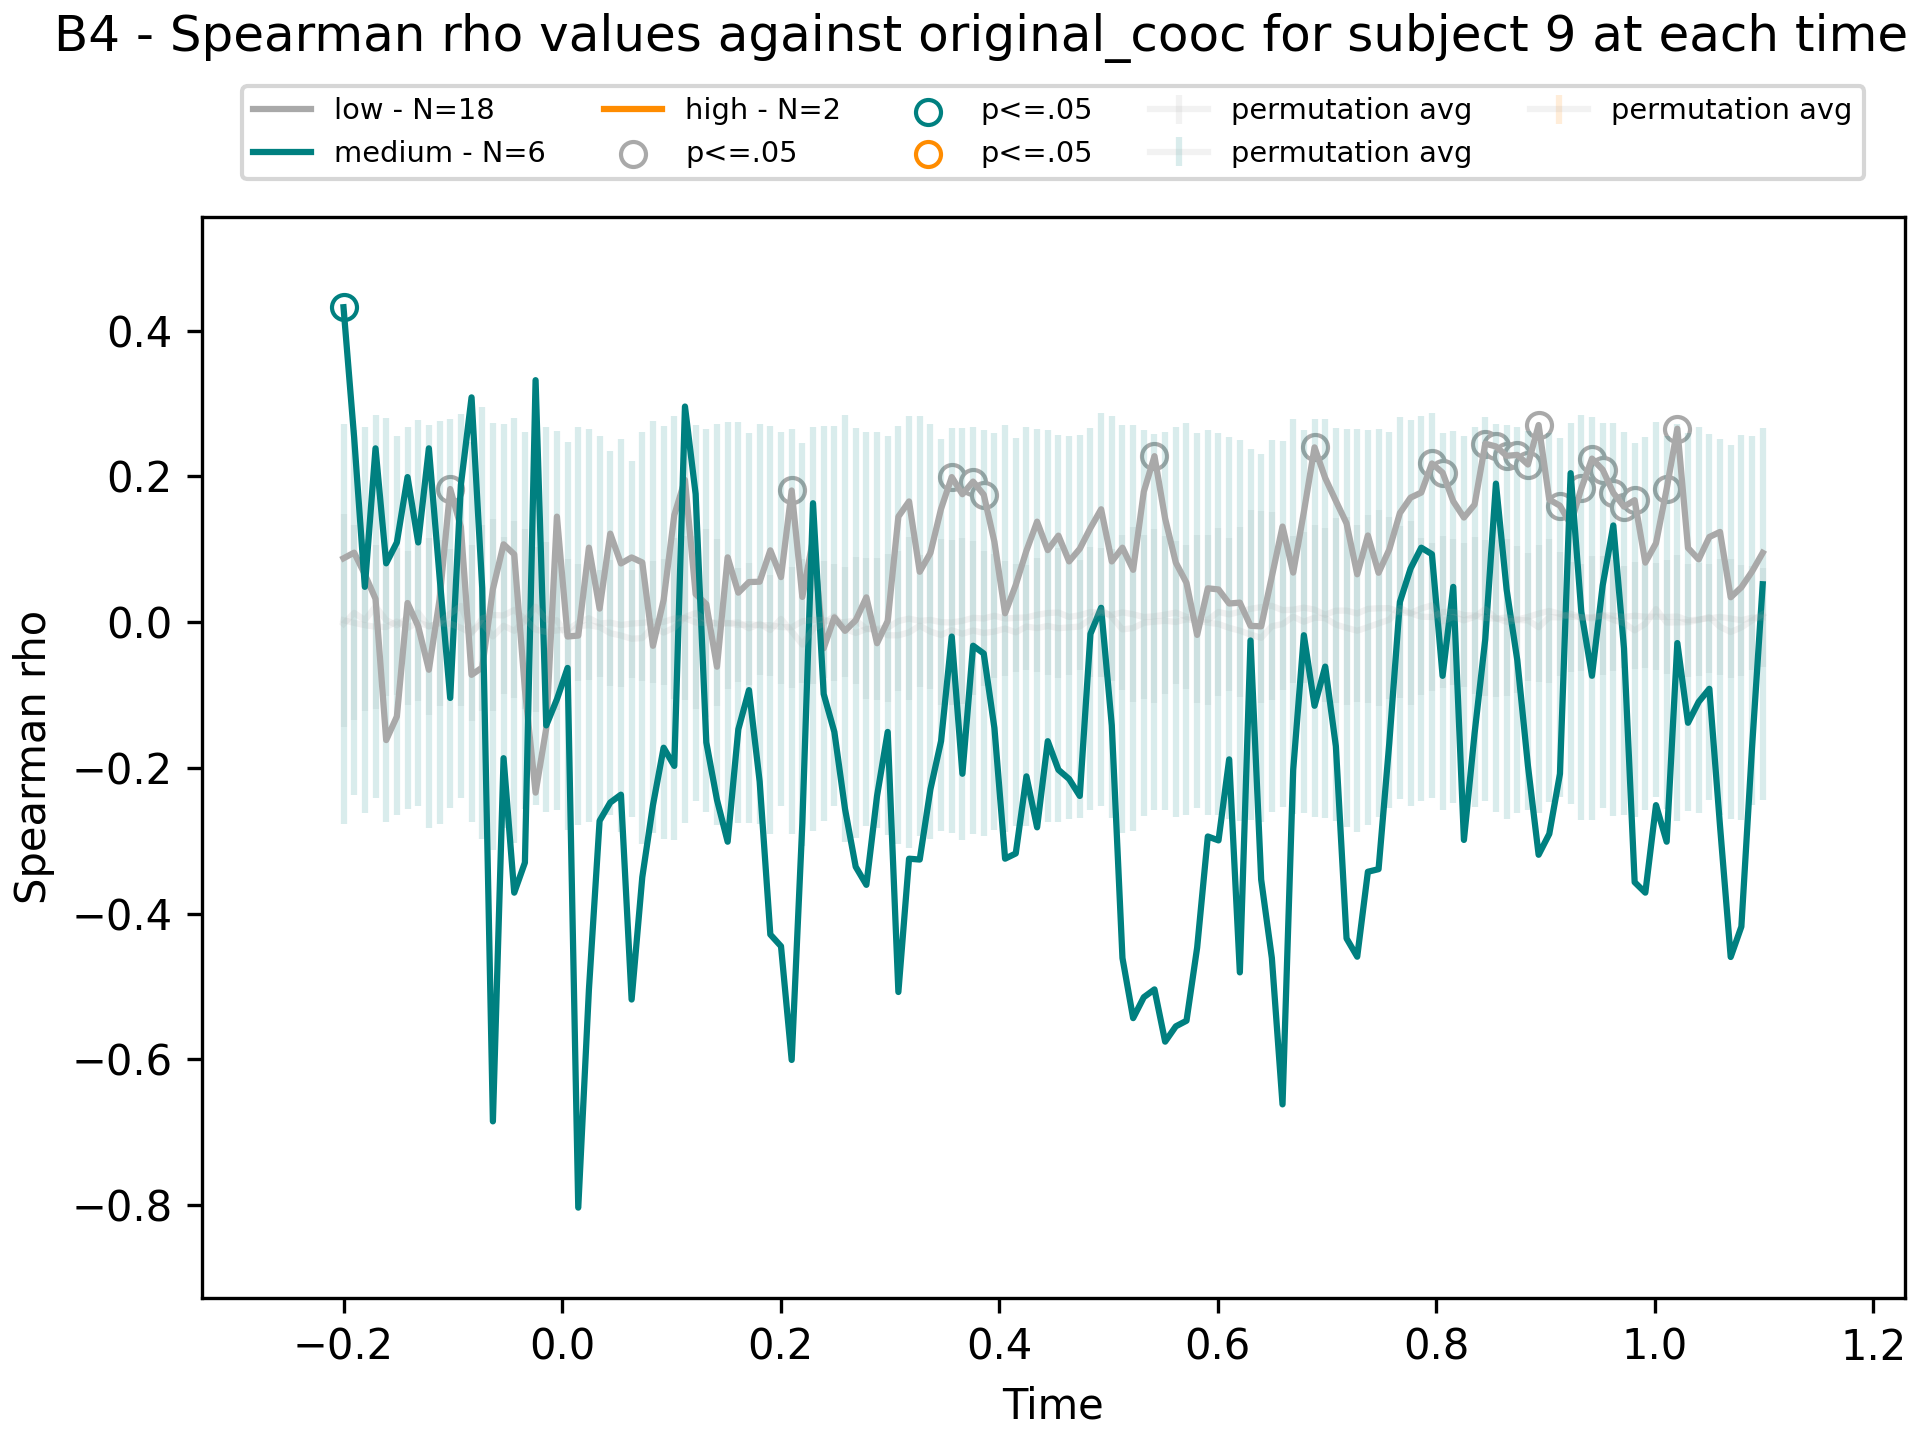 B4 - Spearman rho values against original_cooc for subject 9 at each time
low - N=18 high - N=2 p<=.05 permutation avg permutation avg
medium - N=6 p<=.05 p<=.05 permutation avg
Spearman rho
0.4
0.2
0.0
−0.2
−0.4
−0.6
−0.8
−0.2 0.0 0.2 0.4 0.6 0.8 1.0 1.2
Time